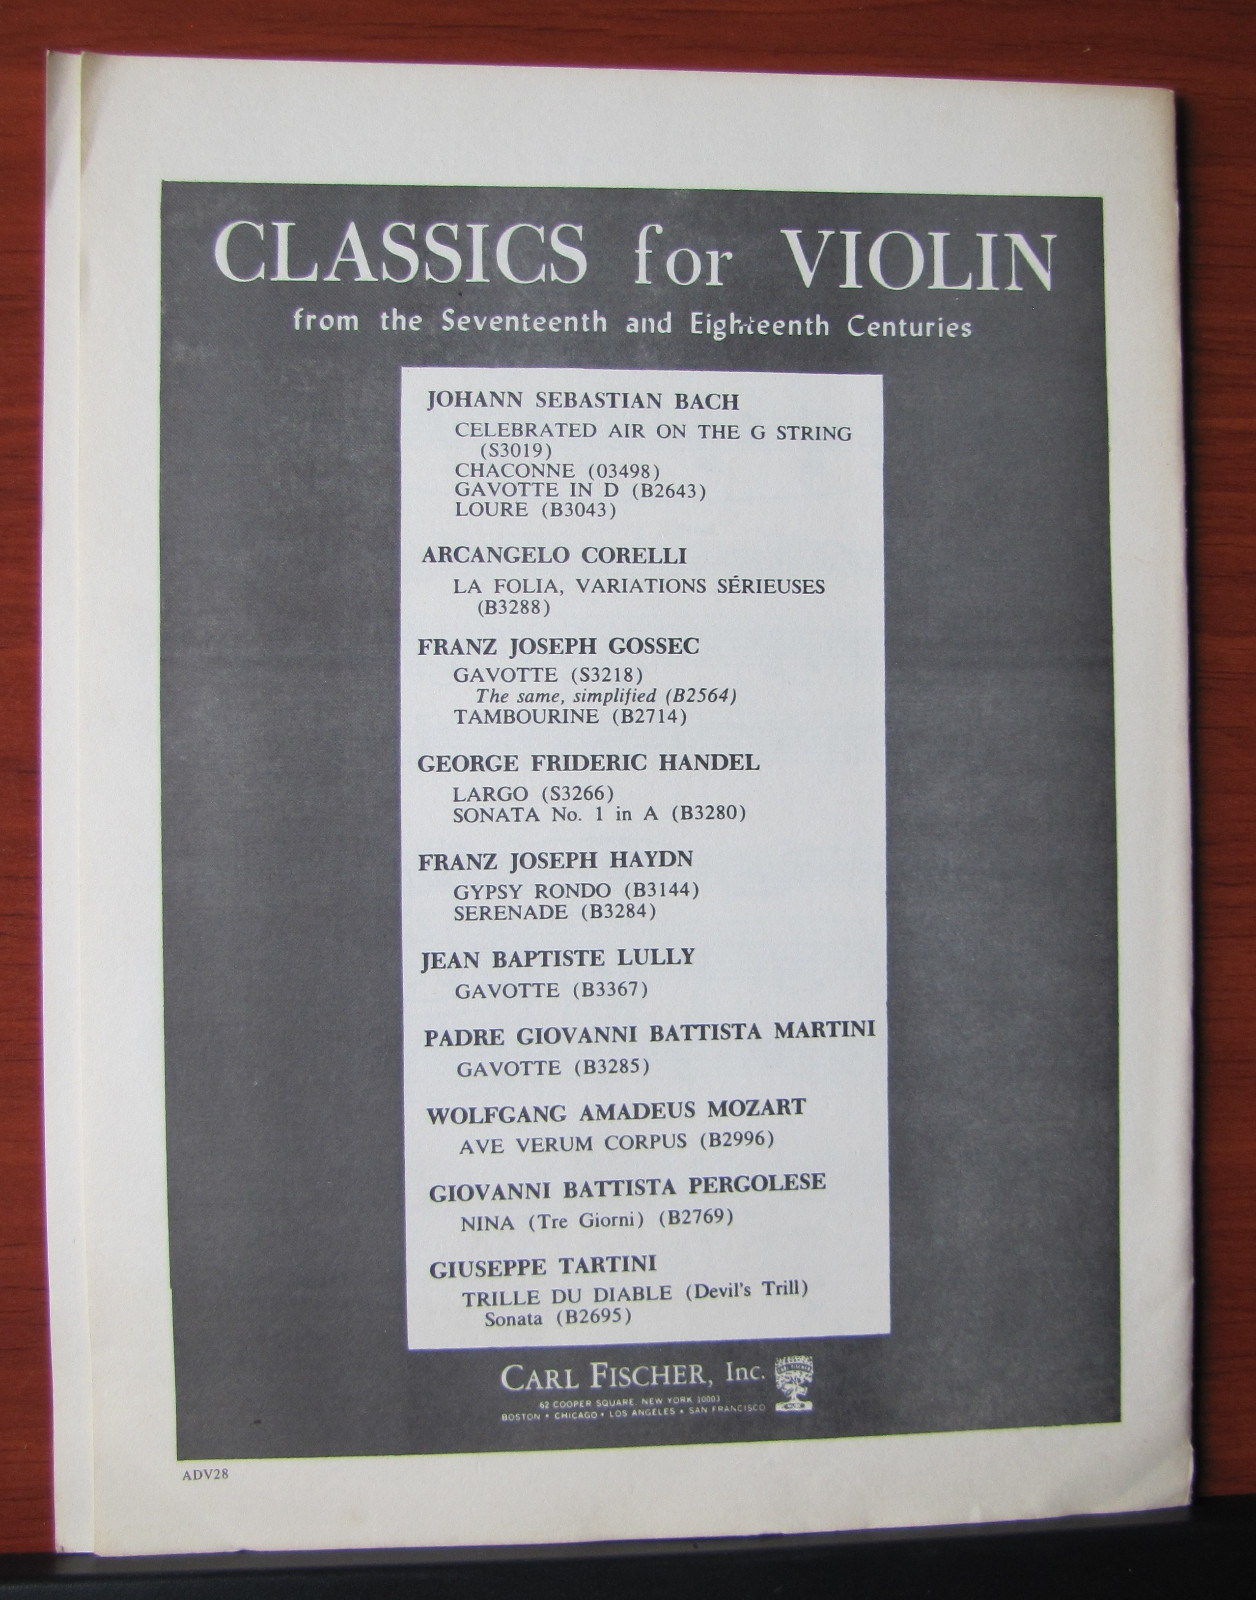 CLASSICS for VIOLIN
from the Seventeenth and Eighteenth Centuries
JOHANN SEBASTIAN BACH
CELEBRATED AIR ON THE G STRING
(S3019)
CHACONNE (03498)
GAVOTTE IN D (B2643)
LOURE (B3043)
ARCANGELO CORELLI
LA FOLIA, VARIATIONS SÉRIEUSES
(B3288)
FRANZ JOSEPH GOSSEC
GAVOTTE (S3218)
The same, simplified (B2564)
TAMBOURINE (B2714)
GEORGE FRIDERIC HANDEL
LARGO (S3266)
SONATA No. 1 in A (B3280)
FRANZ JOSEPH HAYDN
GYPSY RONDO (B3144)
SERENADE (B3284)
JEAN BAPTISTE LULLY
GAVOTTE (B3367)
PADRE GIOVANNI BATTISTA MARTINI
GAVOTTE (B3285)
WOLFGANG AMADEUS MOZART
AVE VERUM CORPUS (B2996)
GIOVANNI BATTISTA PERGOLESE
NINA (Tre Giorni) (B2769)
GIUSEPPE TARTINI
TRILLE DU DIABLE (Devil's Trill)
Sonata (B2695)
CARL FISCHER, Inc.
62 COOPER SQUARE, NEW YORK 10003
BOSTON • CHICAGO • LOS ANGELES • SAN FRANCISCO
ADV28